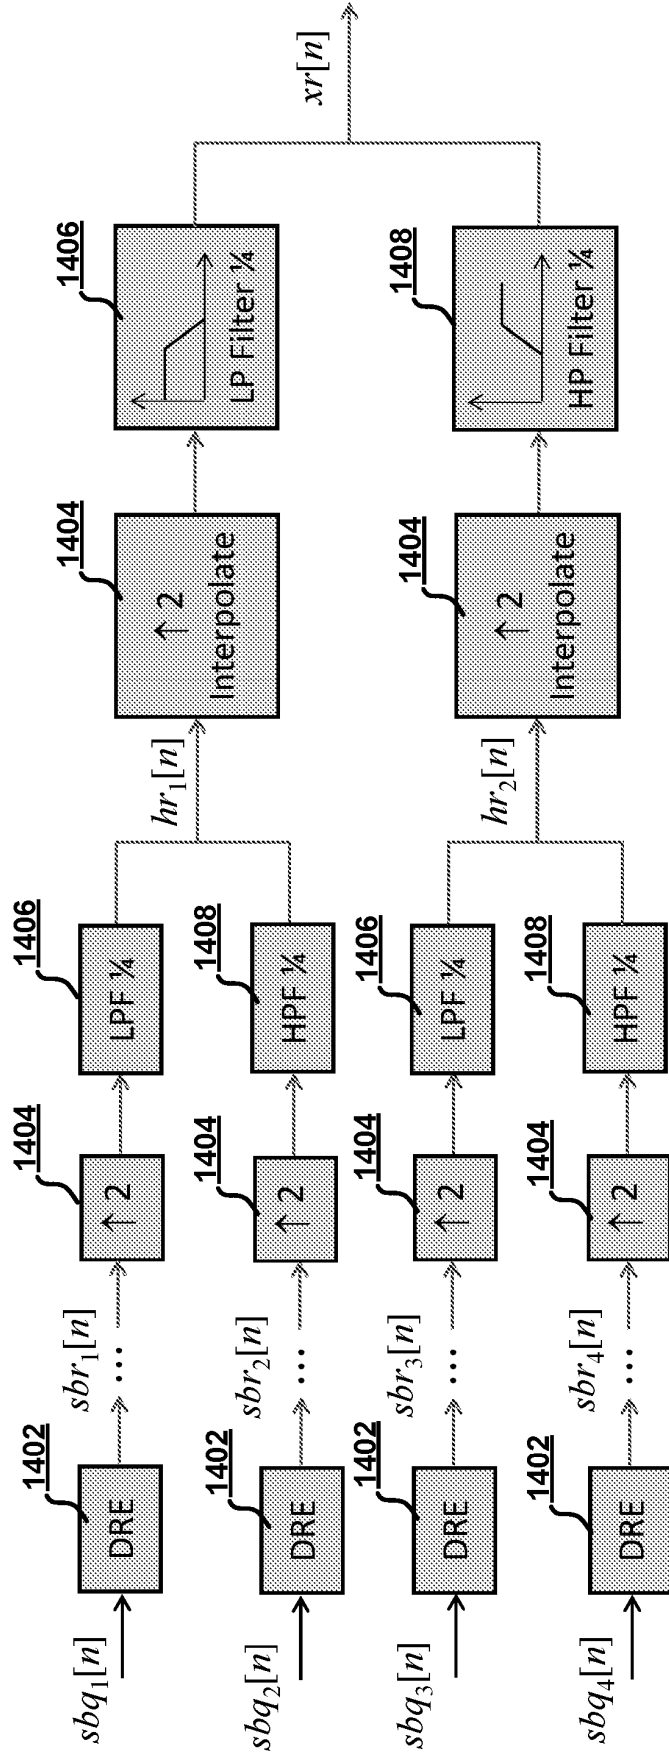 sbq₁[n]
1402
DRE
sbr₁[n]
...
1404
↑ 2
1406
LPF ¼
sbq₂[n]
1402
DRE
sbr₂[n]
...
1404
↑ 2
1408
HPF ¼
hr₁[n]
1404
↑ 2
Interpolate
1406
LP Filter ¼
sbq₃[n]
1402
DRE
sbr₃[n]
...
1404
↑ 2
1406
LPF ¼
sbq₄[n]
1402
DRE
sbr₄[n]
...
1404
↑ 2
1408
HPF ¼
hr₂[n]
1404
↑ 2
Interpolate
1408
HP Filter ¼
xr[n]